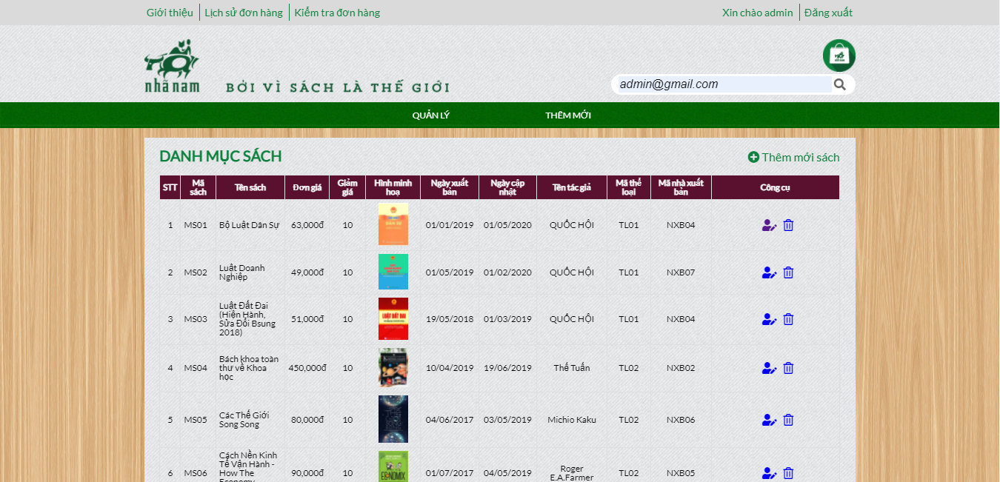 Giới thiệu Lịch sử đơn hàng Kiểm tra đơn hàng Xin chào admin Đăng xuất
nhã nam BỞI VÌ SÁCH LÀ THẾ GIỚI
admin@gmail.com
QUẢN LÝ THÊM MỚI
DANH MỤC SÁCH Thêm mới sách
STT Mã sách Tên sách Đơn giá Giảm giá Hình minh hoạ Ngày xuất bản Ngày cập nhật Tên tác giả Mã thể loại Mã nhà xuất bản Công cụ
1 MS01 Bộ Luật Dân Sự 63,000đ 10 01/01/2019 01/05/2020 QUỐC HỘI TL01 NXB04
2 MS02 Luật Doanh Nghiệp 49,000đ 10 01/05/2019 01/02/2020 QUỐC HỘI TL01 NXB07
3 MS03 Luật Đất Đai (Hiện Hành, Sửa Đổi Bsung 2018) 51,000đ 10 LUẬT ĐẤT ĐAI 19/05/2018 01/03/2019 QUỐC HỘI TL01 NXB04
4 MS04 Bách khoa toàn thư về Khoa học 450,000đ 10 10/04/2019 19/06/2019 Thế Tuấn TL02 NXB02
5 MS05 Các Thế Giới Song Song 80,000đ 10 04/06/2017 03/05/2019 Michio Kaku TL02 NXB06
6 MS06 Cách Nền Kinh Tế Vận Hành - How The Economy 90,000đ 10 01/07/2017 04/05/2019 Roger E.A.Farmer TL02 NXB05